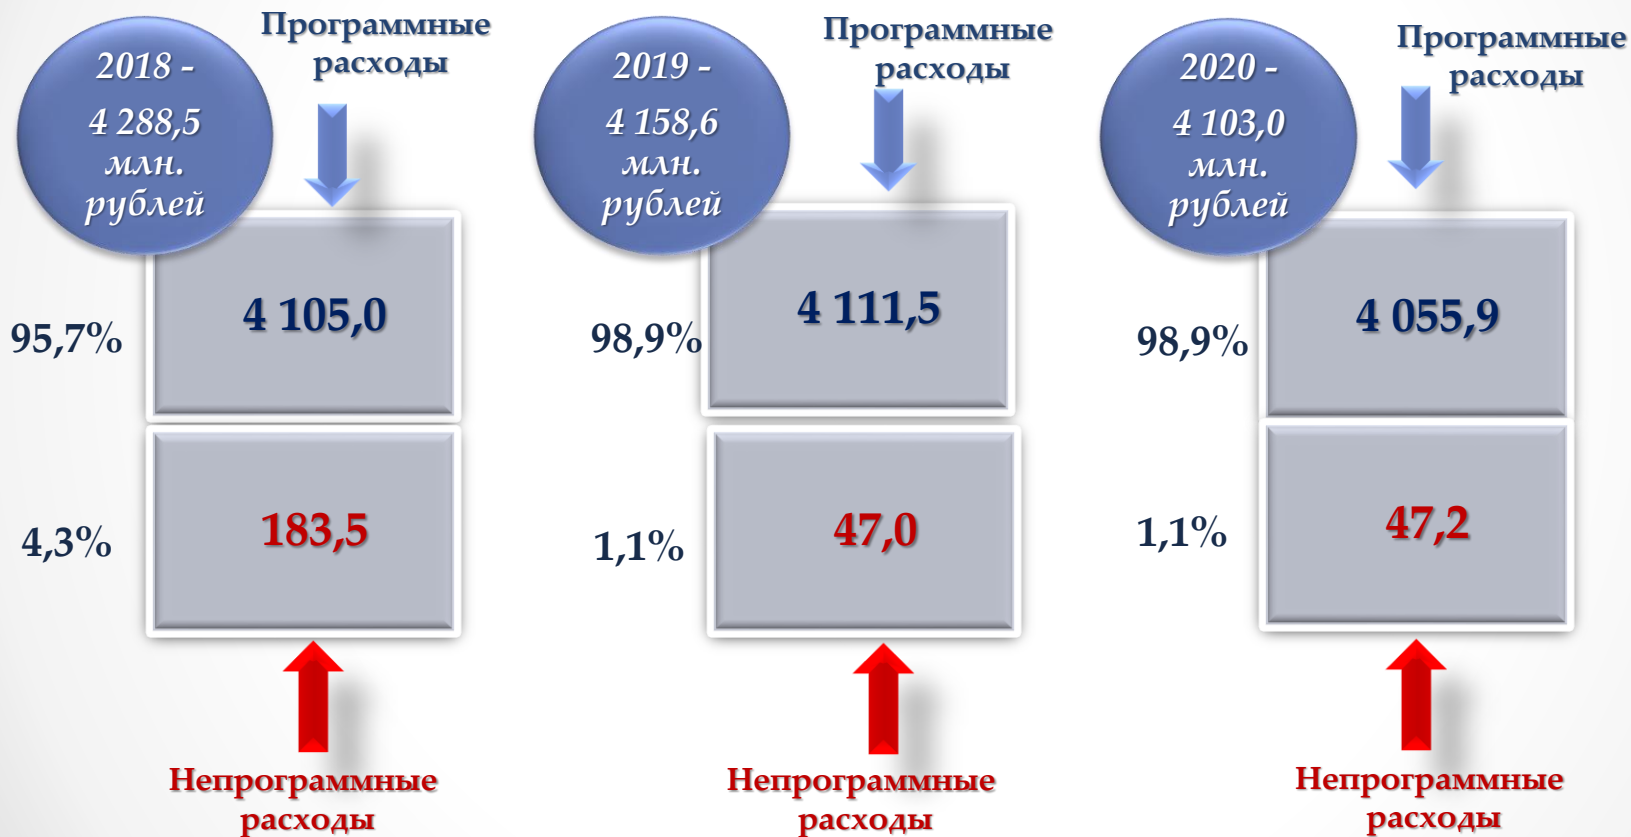 2018 -
4 288,5
млн.
рублей
Программные
расходы
95,7%
4 105,0
4,3%
183,5
Непрограммные
расходы
2019 -
4 158,6
млн.
рублей
Программные
расходы
98,9%
4 111,5
1,1%
47,0
Непрограммные
расходы
2020 -
4 103,0
млн.
рублей
Программные
расходы
98,9%
4 055,9
1,1%
47,2
Непрограммные
расходы